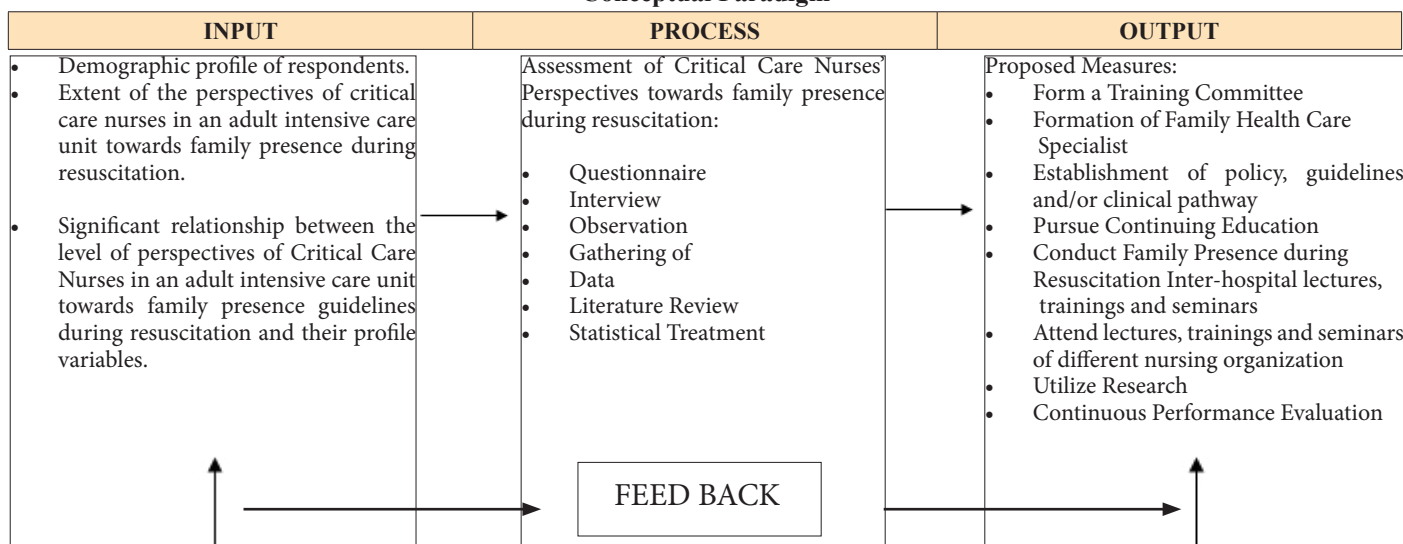 Conceptual Paradigm
INPUT
PROCESS
OUTPUT
• Demographic profile of respondents.
• Extent of the perspectives of critical
care nurses in an adult intensive care
unit towards family presence during
resuscitation.
• Significant relationship between the
level of perspectives of Critical Care
Nurses in an adult intensive care unit
towards family presence guidelines
during resuscitation and their profile
variables.
Assessment of Critical Care Nurses’
Perspectives towards family presence
during resuscitation:
• Questionnaire
• Interview
• Observation
• Gathering of
• Data
• Literature Review
• Statistical Treatment
Proposed Measures:
• Form a Training Committee
• Formation of Family Health Care
Specialist
• Establishment of policy, guidelines
and/or clinical pathway
• Pursue Continuing Education
• Conduct Family Presence during
Resuscitation Inter-hospital lectures,
trainings and seminars
• Attend lectures, trainings and seminars
of different nursing organization
• Utilize Research
• Continuous Performance Evaluation
FEED BACK